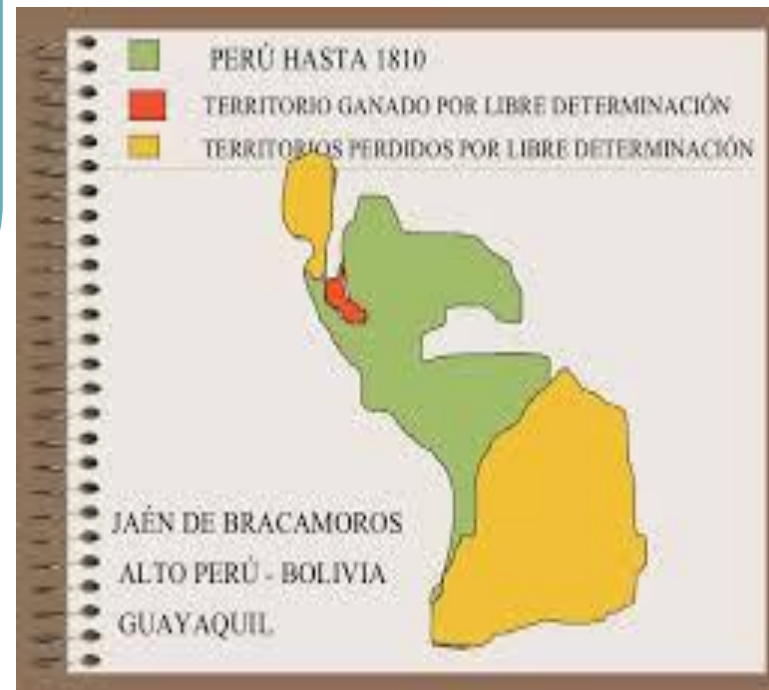 PERÚ HASTA 1810
TERRITORIO GANADO POR LIBRE DETERMINACIÓN
TERRITORIOS PERDIDOS POR LIBRE DETERMINACIÓN
JAÉN DE BRACAMOROS
ALTO PERÚ - BOLIVIA
GUAYAQUIL